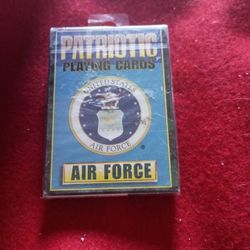 PATRIOTIC
PLAYING CARDS
UNITED STATES
AIR FORCE
®
AIR FORCE